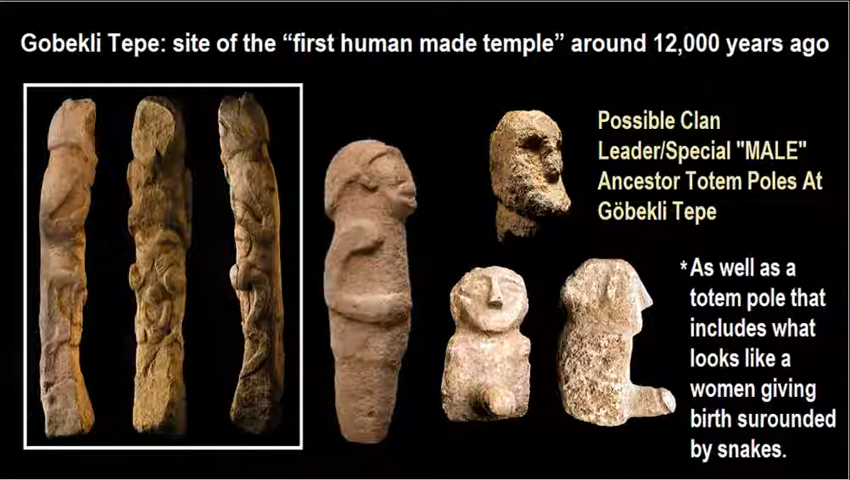 Gobekli Tepe: site of the “first human made temple” around 12,000 years ago
Possible Clan
Leader/Special "MALE"
Ancestor Totem Poles At
Göbekli Tepe
*As well as a
totem pole that
includes what
looks like a
women giving
birth surounded
by snakes.